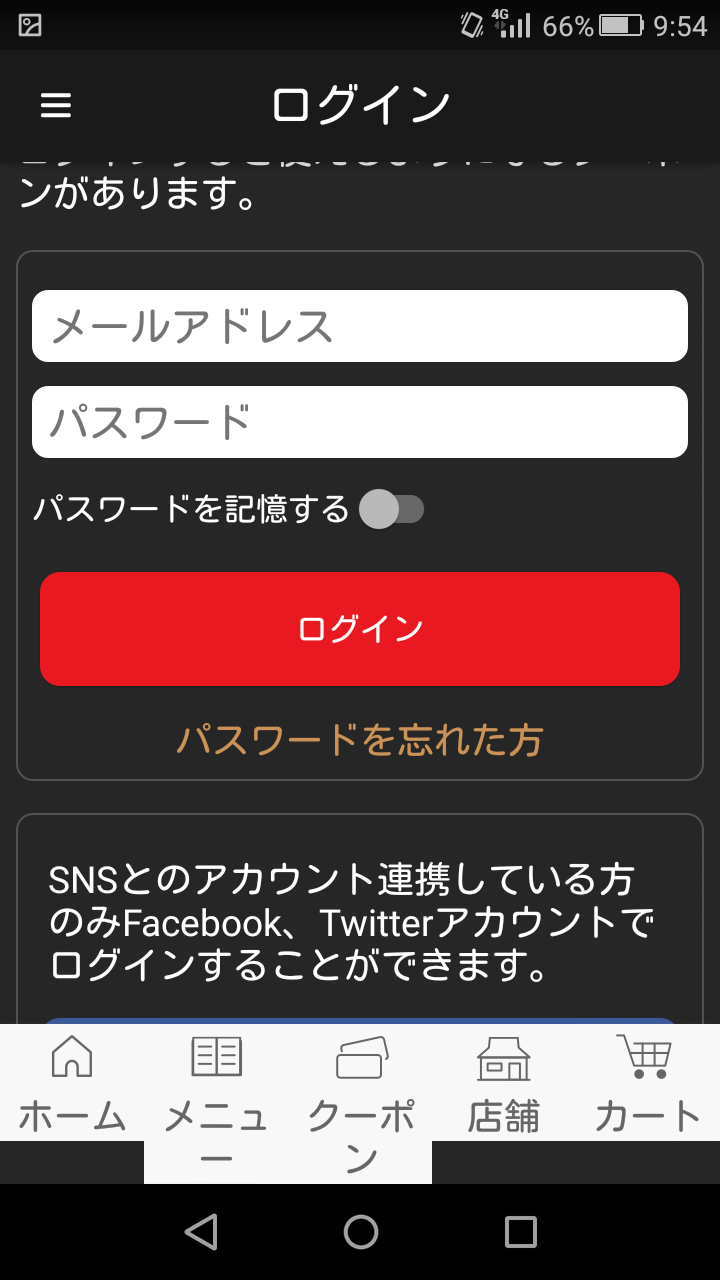 4G 66% 9:54
ログイン
ンがあります。
メールアドレス
パスワード
パスワードを記憶する
ログイン
パスワードを忘れた方
SNSとのアカウント連携している方
のみFacebook、Twitterアカウントで
ログインすることができます。
ホーム
メニュ
ー
クーポ
ン
店舗
カート